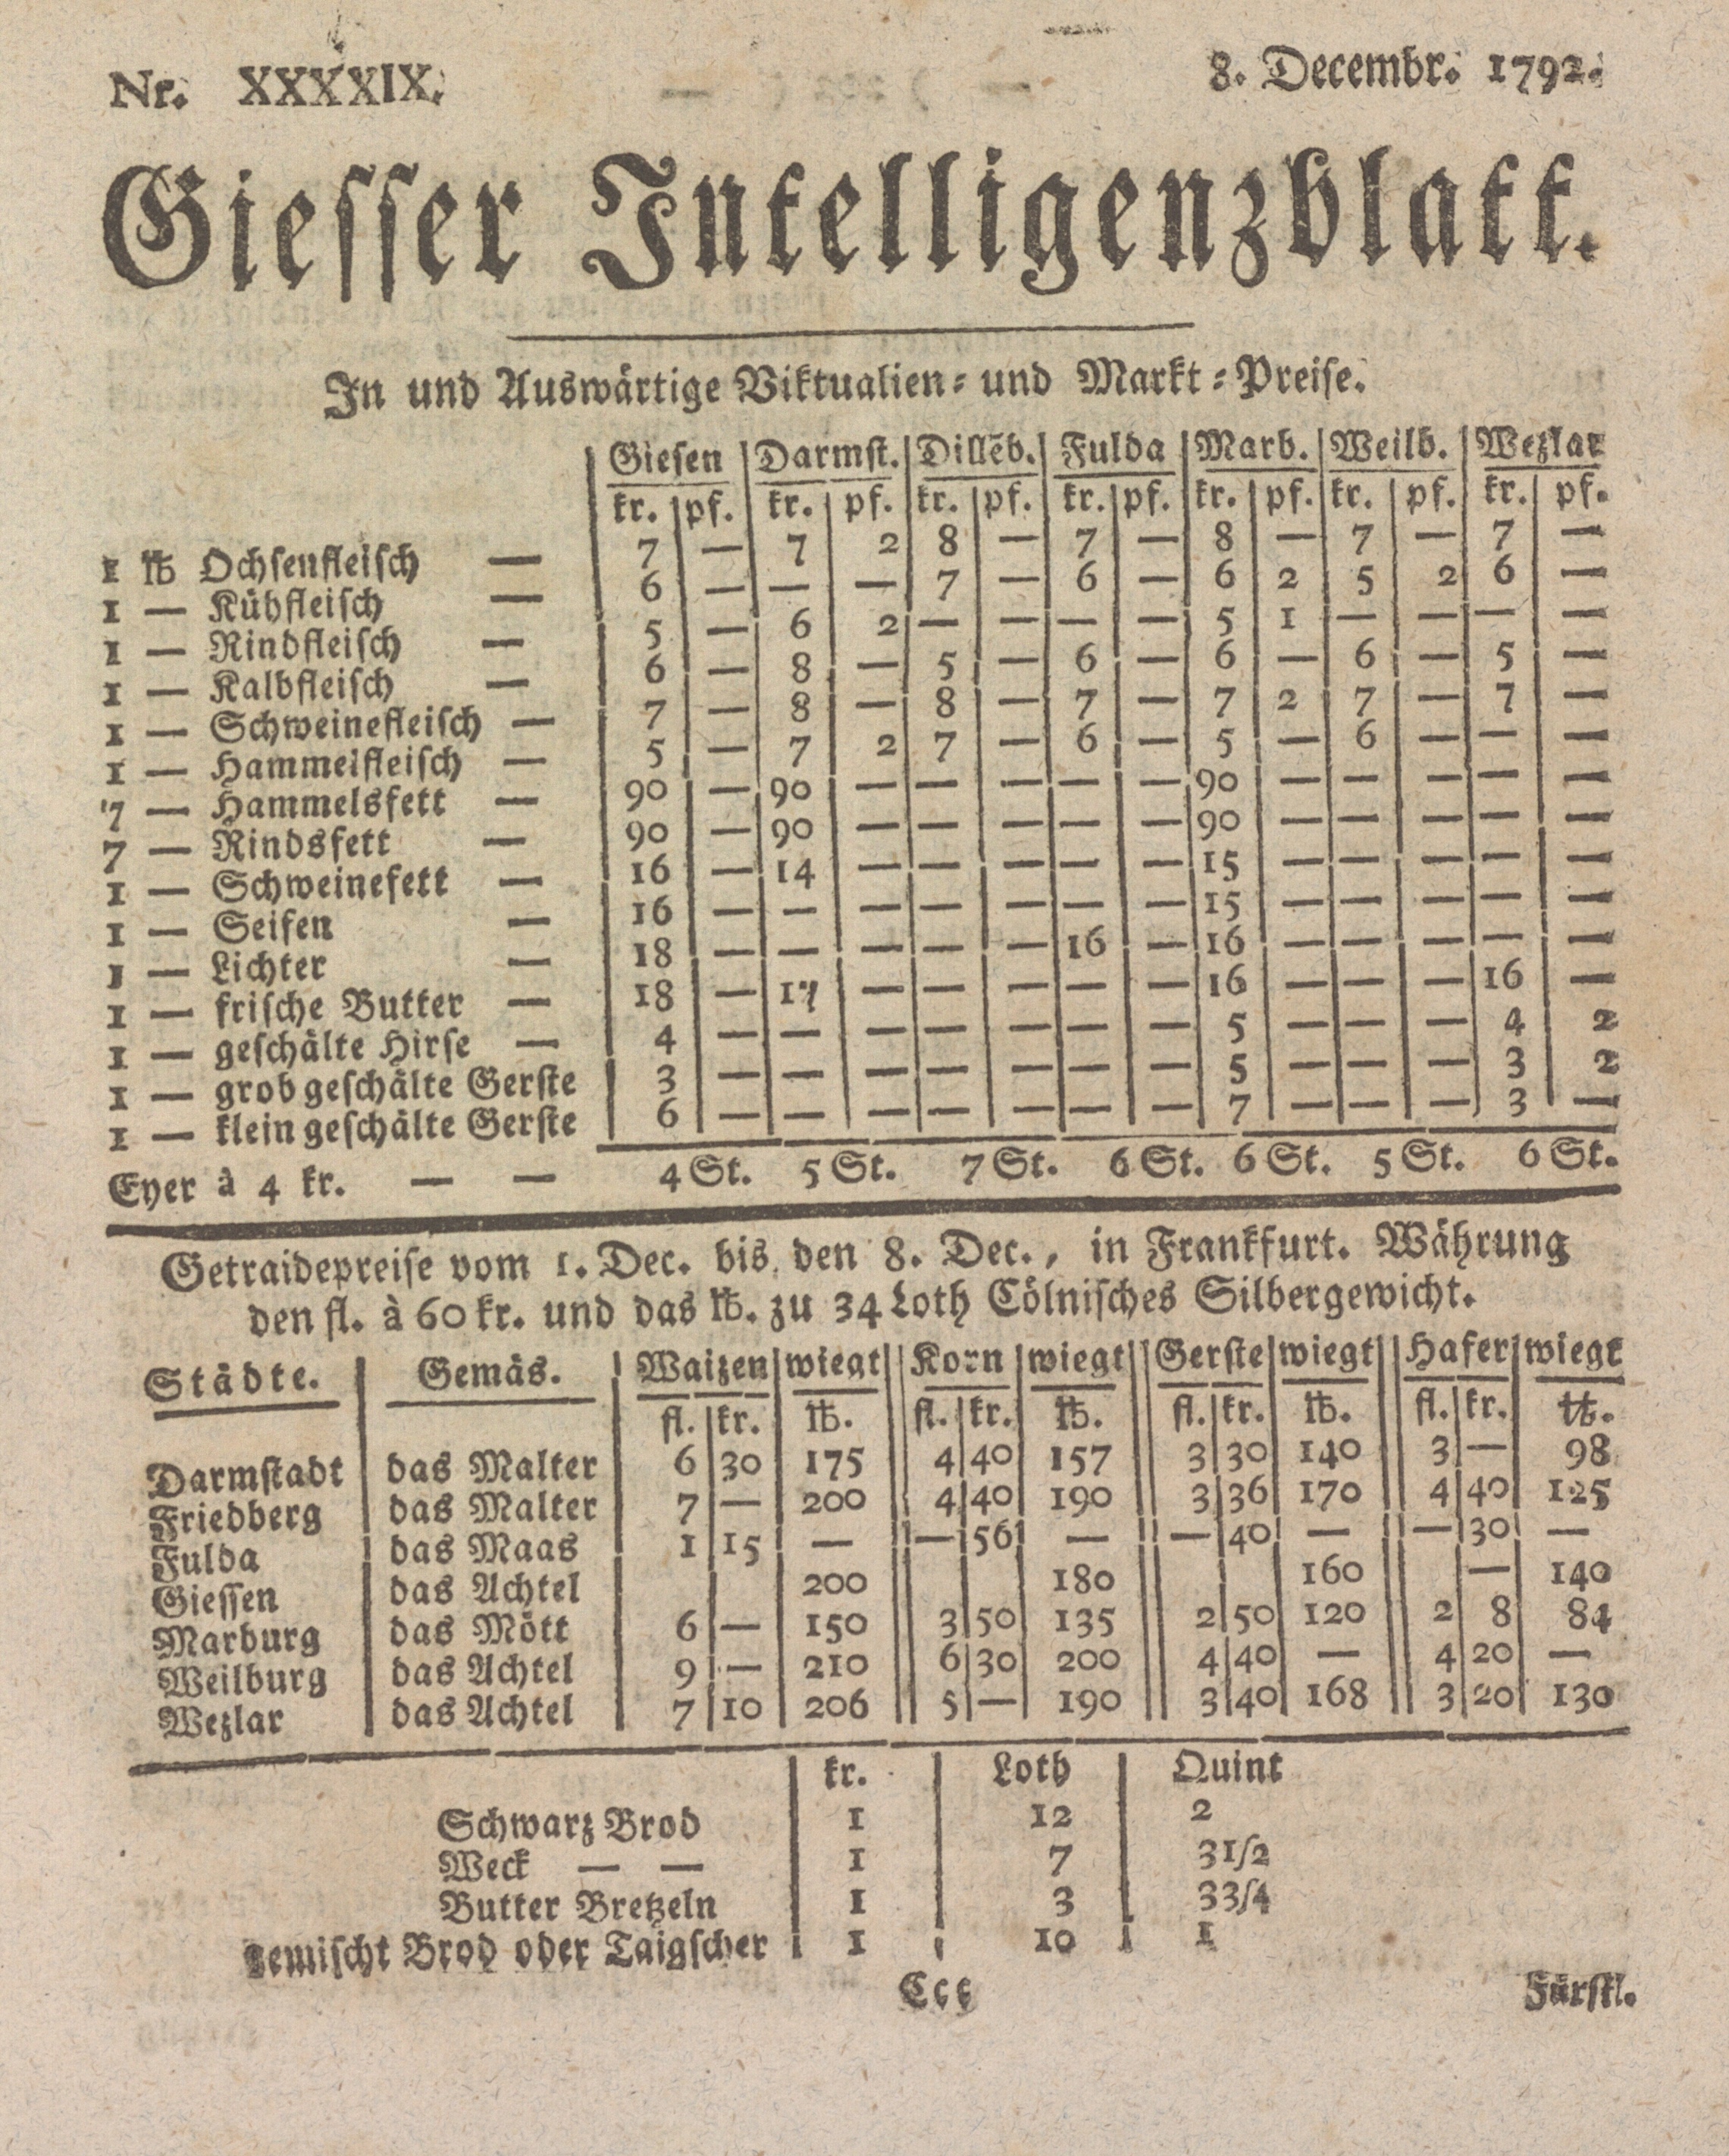 Nr. XXXXIX. 8. Decembr. 1792.
Giesser Intelligenzblatt.
In und Auswärtige Viktualien- und Markt-Preise.
Giesen Darmst. Dillēb. Fulda Marb. Weilb. Wezlar
kr. pf. kr. pf. kr. pf. kr. pf. kr. pf. kr. pf. kr. pf.
1 ℔ Ochsenfleisch — 7 — 7 2 8 — 7 — 8 — 7 — 7 —
1 — Kühfleisch — 6 — — — 7 — 6 — 6 2 5 2 6 —
1 — Rindfleisch — 5 — 6 2 — — — — 5 1 — — — —
1 — Kalbfleisch — 6 — 8 — 5 — 6 — 6 — 6 — 5 —
1 — Schweinefleisch — 7 — 8 — 8 — 7 — 7 2 7 — 7 —
1 — Hammelfleisch — 5 — 7 2 7 — 6 — 5 — 6 — — —
7 — Hammelsfett — 90 — 90 — — — — — 90 — — — — —
7 — Rindsfett — 90 — 90 — — — — — 90 — — — — —
1 — Schweinefett — 16 — 14 — — — — — 15 — — — — —
1 — Seifen — 16 — — — — — — — 15 — — — — —
1 — Lichter — 18 — — — — — 16 — 16 — — — — —
1 — frische Butter — 18 — 17 — — — — — 16 — — — 16 —
1 — geschälte Hirse — 4 — — — — — — — 5 — — — 4 2
1 — grob geschälte Gerste 3 — — — — — — — 5 — — — 3 2
1 — klein geschälte Gerste 6 — — — — — — — 7 — — — 3 —
Eyer à 4 kr. — — 4 St. 5 St. 7 St. 6 St. 6 St. 5 St. 6 St.
Getraidepreise vom 1. Dec. bis den 8. Dec., in Frankfurt. Währung
den fl. à 60 kr. und das ℔. zu 34 Loth Cölnisches Silbergewicht.
Städte. Gemäs. Waizen wiegt Korn wiegt Gerste wiegt Hafer wiegt
fl. kr. ℔. fl. kr. ℔. fl. kr. ℔. fl. kr. ℔.
Darmstadt das Malter 6 30 175 4 40 157 3 30 140 3 — 98
Friedberg das Malter 7 — 200 4 40 190 3 36 170 4 40 125
Fulda das Maas 1 15 — — 56 — — 40 — — 30 —
Giessen das Achtel 200 180 160 — 140
Marburg das Mött 6 — 150 3 50 135 2 50 120 2 8 84
Weilburg das Achtel 9 — 210 6 30 200 4 40 — 4 20 —
Wezlar das Achtel 7 10 206 5 — 190 3 40 168 3 20 130
kr. Loth Quint
Schwarz Brod 1 12 2
Weck — — 1 7 3 1/2
Butter Bretzeln 1 3 3 3/4
gemischt Brod oder Taigscher 1 10 1
Ccc Fürstl.